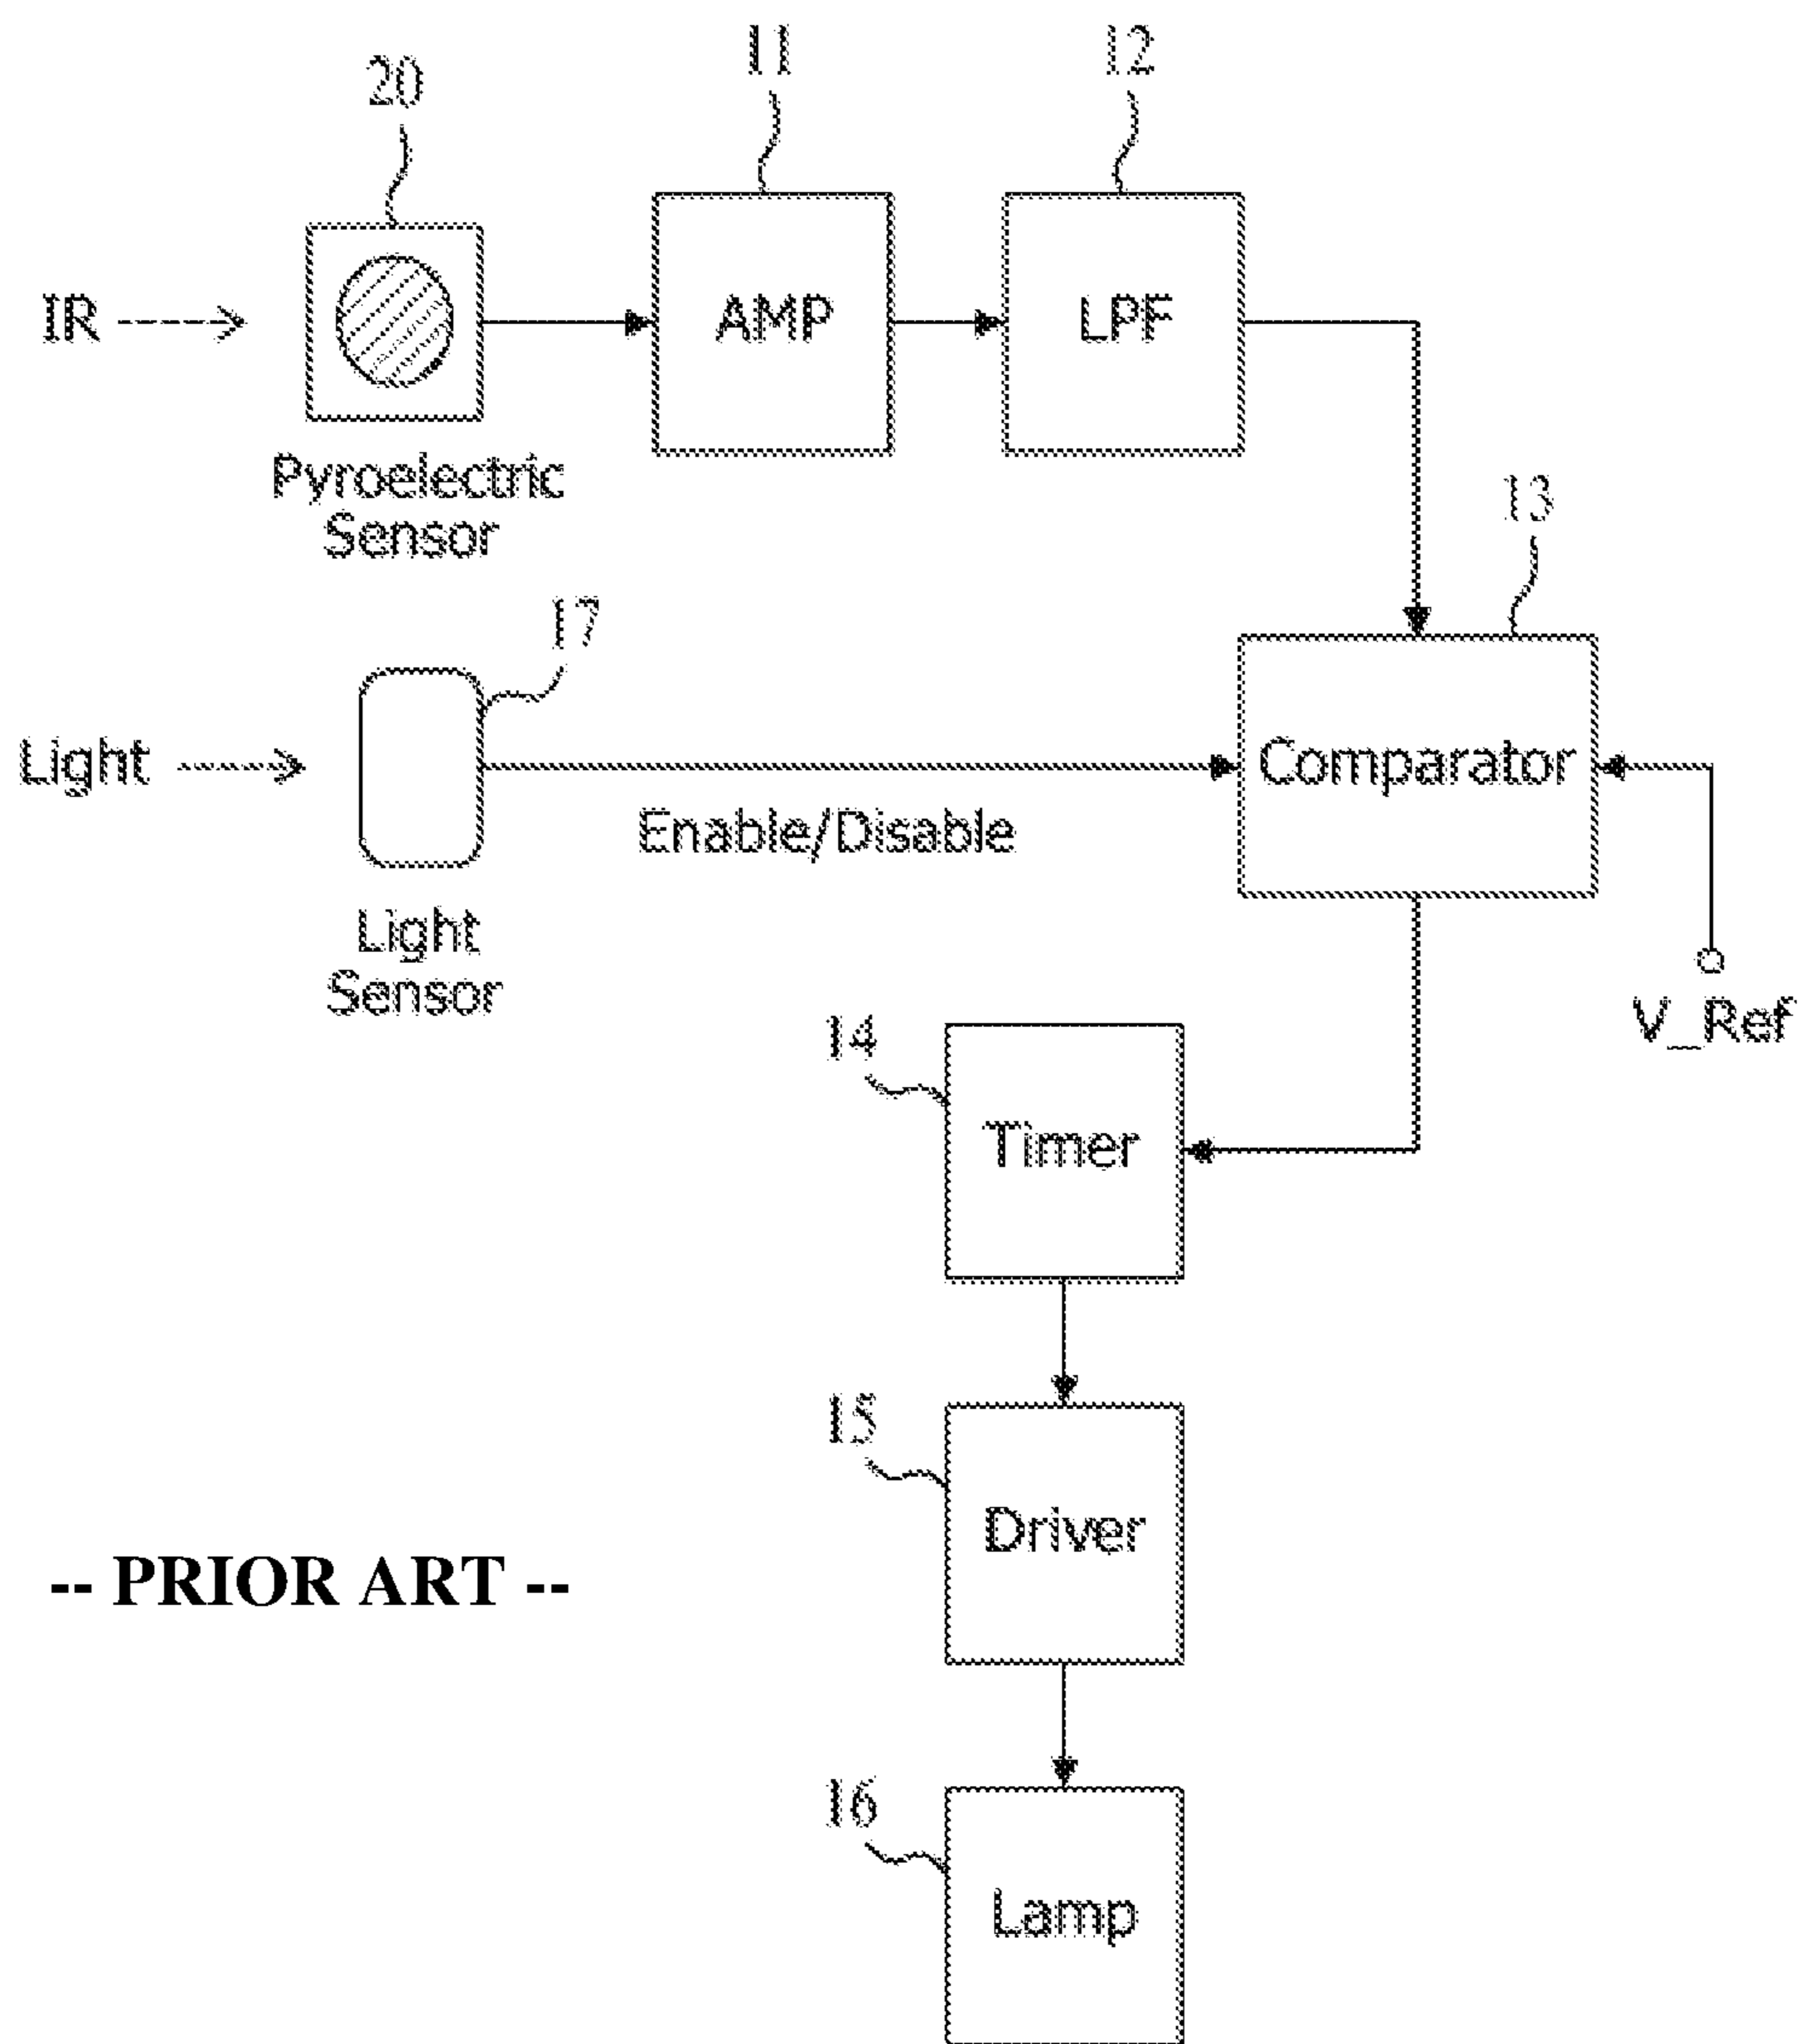 11
12
20
IR
AMP
LPF
Pyroelectric
Sensor
13
17
Light
Comparator
Enable/Disable
Light
Sensor
V_Ref
14
Timer
15
Driver
-- PRIOR ART --
16
Lamp